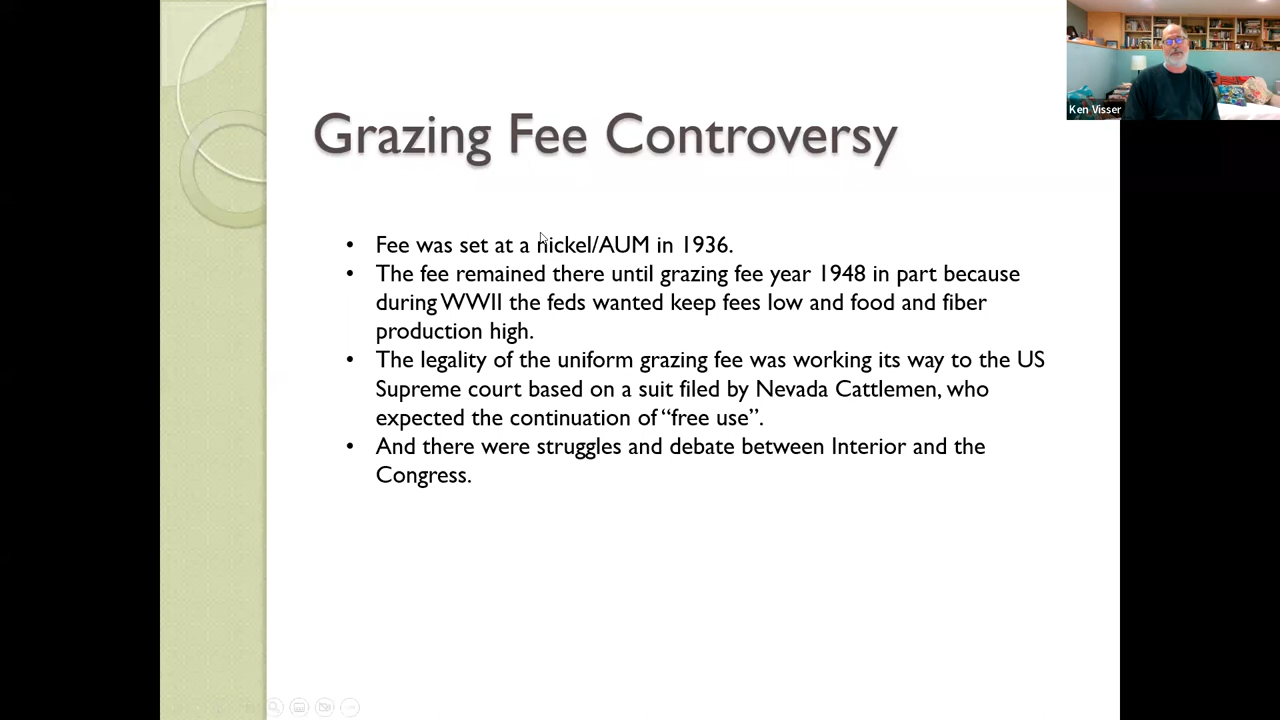 Grazing Fee Controversy
• Fee was set at a nickel/AUM in 1936.
• The fee remained there until grazing fee year 1948 in part because
during WWII the feds wanted keep fees low and food and fiber
production high.
• The legality of the uniform grazing fee was working its way to the US
Supreme court based on a suit filed by Nevada Cattlemen, who
expected the continuation of “free use”.
• And there were struggles and debate between Interior and the
Congress.
Ken Visser